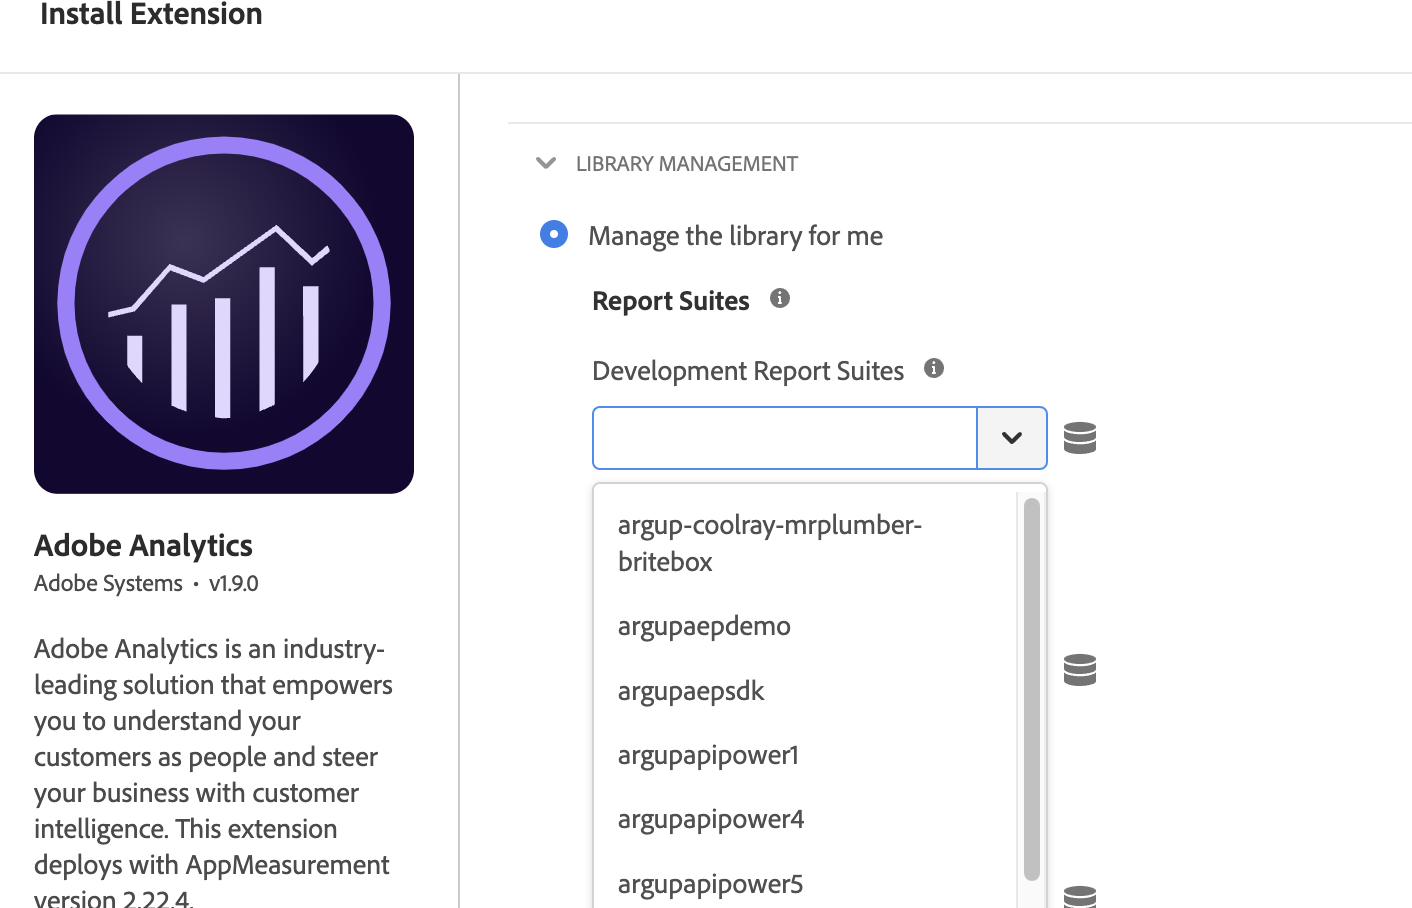 Install Extension
LIBRARY MANAGEMENT
Manage the library for me
Report Suites
Development Report Suites
argup-coolray-mrplumber-
britebox
argupaepdemo
argupaepsdk
argupapipower1
argupapipower4
argupapipower5
Adobe Analytics
Adobe Systems • v1.9.0
Adobe Analytics is an industry-
leading solution that empowers
you to understand your
customers as people and steer
your business with customer
intelligence. This extension
deploys with AppMeasurement
version 2.22.4.